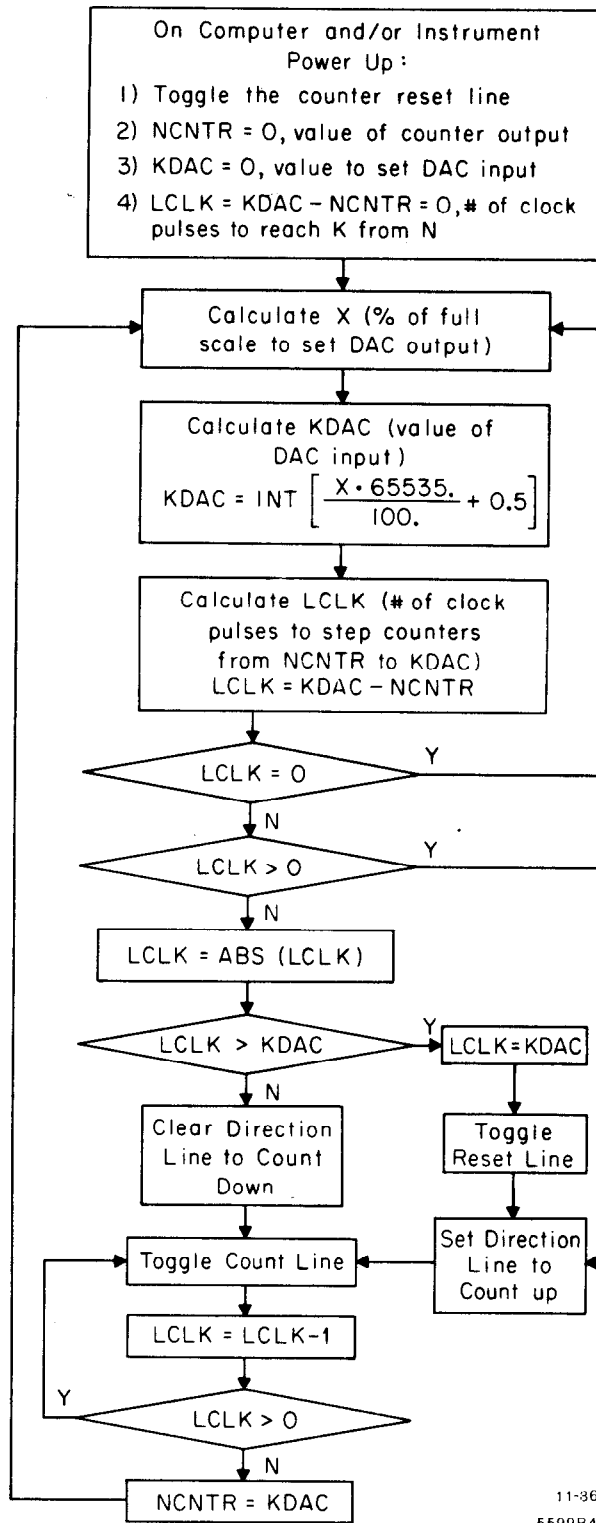 On Computer and/or Instrument
Power Up:
1) Toggle the counter reset line
2) NCNTR = 0, value of counter output
3) KDAC = 0, value to set DAC input
4) LCLK = KDAC - NCNTR = 0, # of clock
pulses to reach K from N
Calculate X (% of full
scale to set DAC output)
Calculate KDAC (value of
DAC input)
KDAC = INT [ X · 65535. / 100. + 0.5 ]
Calculate LCLK (# of clock
pulses to step counters
from NCNTR to KDAC)
LCLK = KDAC - NCNTR
LCLK = 0
Y
N
LCLK > 0
Y
N
LCLK = ABS (LCLK)
LCLK > KDAC
Y
LCLK = KDAC
N
Clear Direction
Line to Count
Down
Toggle
Reset Line
Toggle Count Line
Set Direction
Line to
Count up
LCLK = LCLK-1
Y
LCLK > 0
N
NCNTR = KDAC
11-36